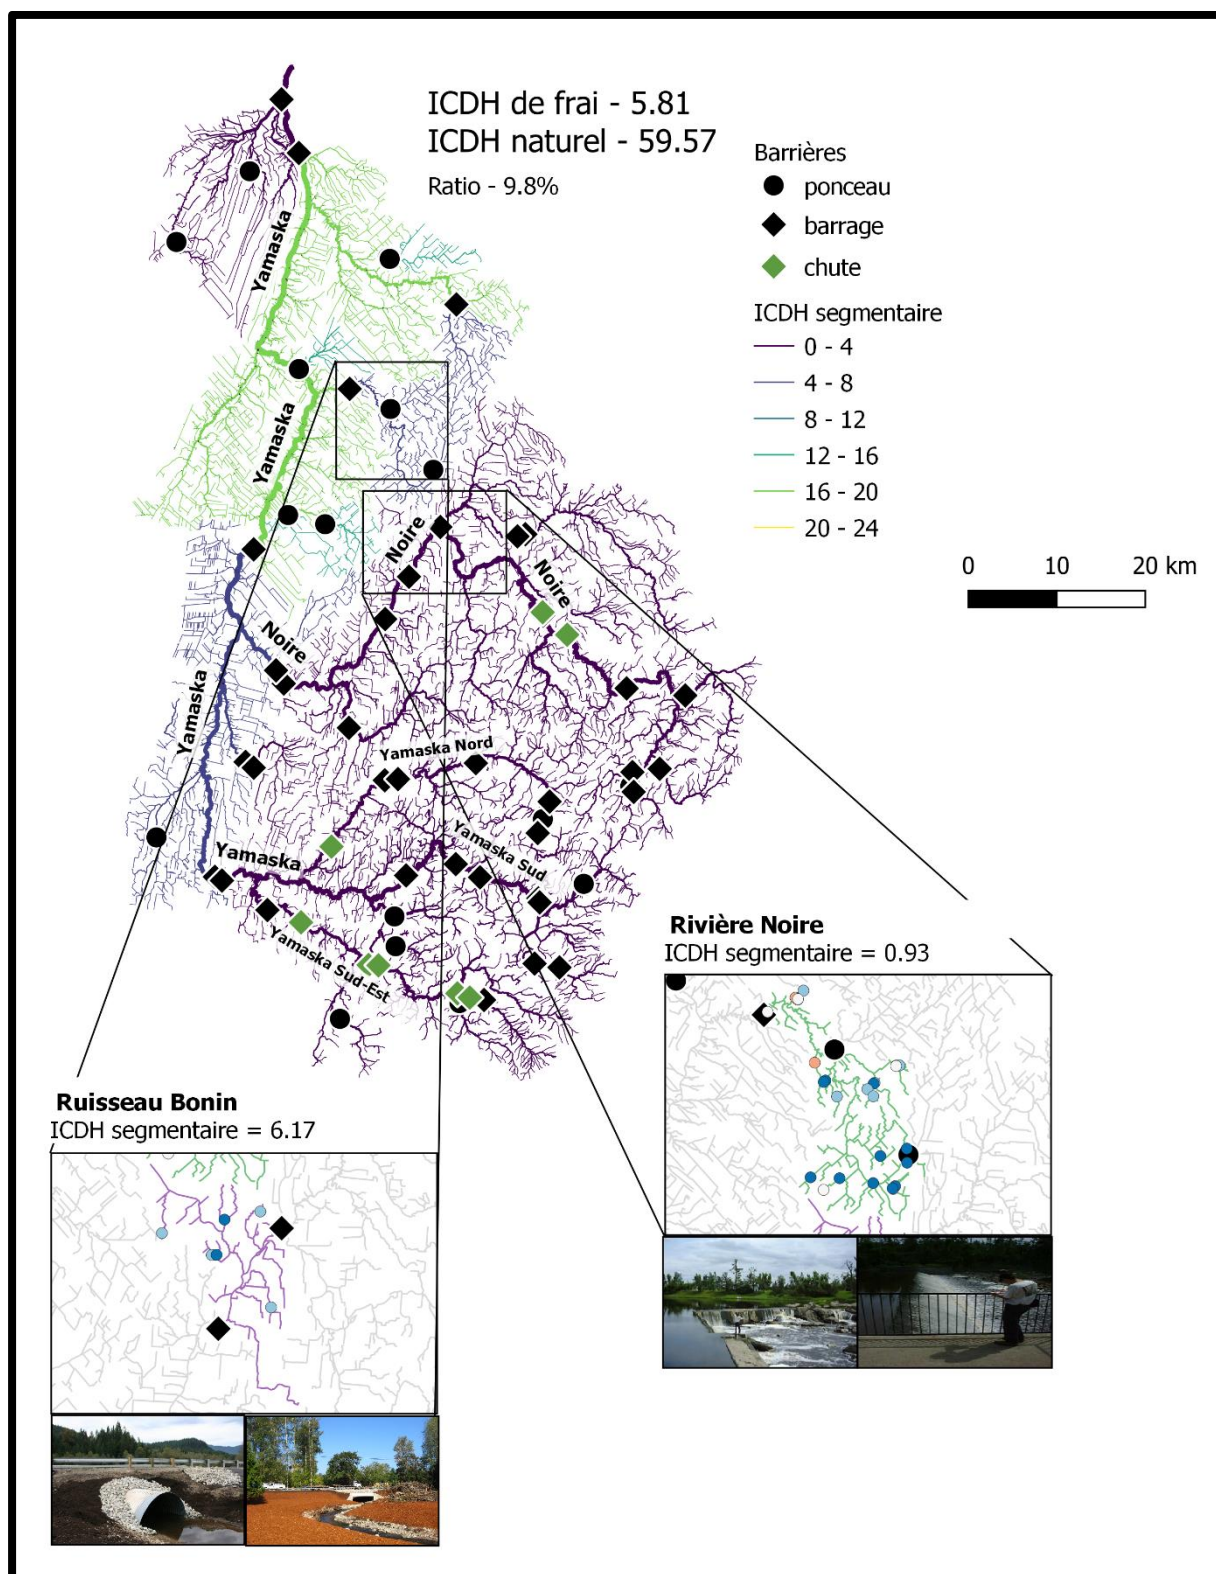 ICDH de frai - 5.81
ICDH naturel - 59.57
Ratio - 9.8%
Barrières
ponceau
barrage
chute
ICDH segmentaire
0 - 4
4 - 8
8 - 12
12 - 16
16 - 20
20 - 24
0 10 20 km
Yamaska
Yamaska
Noire
Noire
Noire
Yamaska
Yamaska Nord
Yamaska Sud
Yamaska
Yamaska Sud-Est
Rivière Noire
ICDH segmentaire = 0.93
Ruisseau Bonin
ICDH segmentaire = 6.17